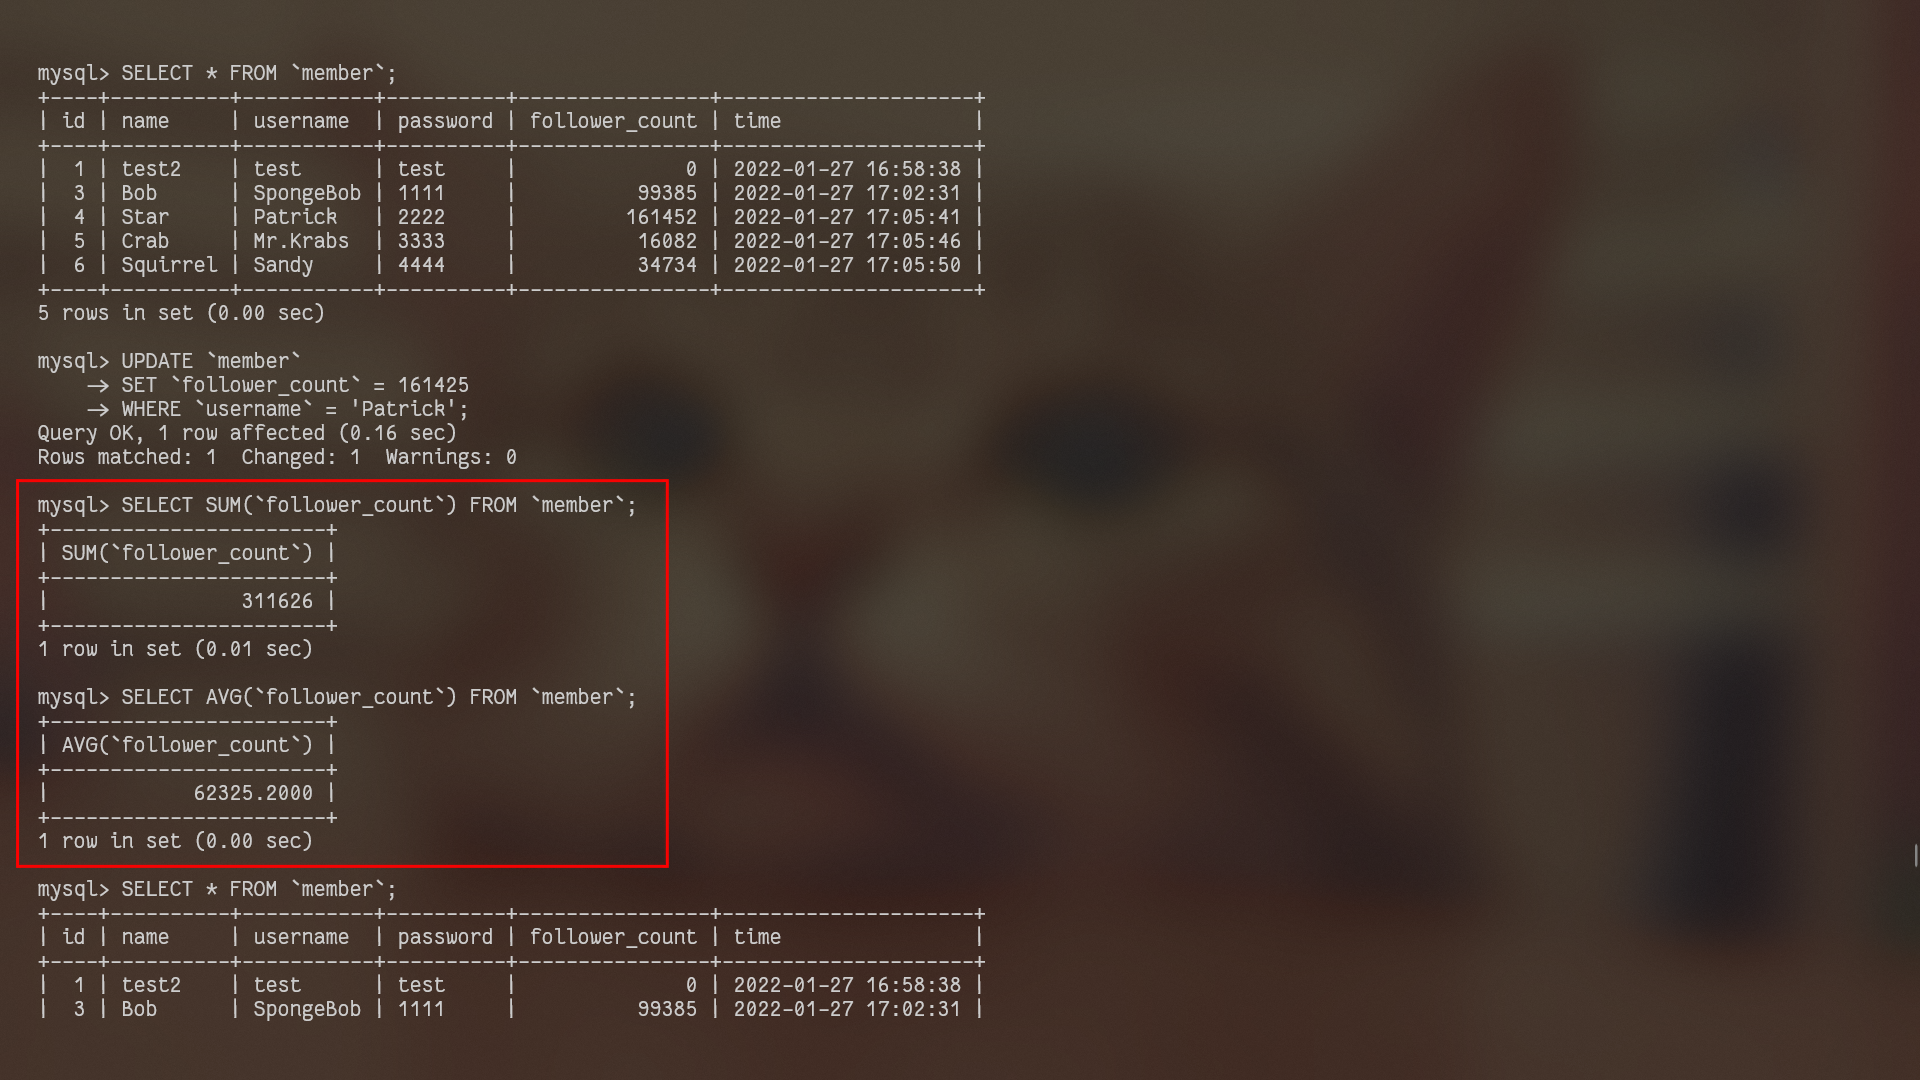 mysql> SELECT * FROM `member`;
+----+----------+-----------+----------+----------------+---------------------+
| id | name     | username  | password | follower_count | time                |
+----+----------+-----------+----------+----------------+---------------------+
|  1 | test2    | test      | test     |              0 | 2022-01-27 16:58:38 |
|  3 | Bob      | SpongeBob | 1111     |          99385 | 2022-01-27 17:02:31 |
|  4 | Star     | Patrick   | 2222     |         161452 | 2022-01-27 17:05:41 |
|  5 | Crab     | Mr.Krabs  | 3333     |          16082 | 2022-01-27 17:05:46 |
|  6 | Squirrel | Sandy     | 4444     |          34734 | 2022-01-27 17:05:50 |
+----+----------+-----------+----------+----------------+---------------------+
5 rows in set (0.00 sec)

mysql> UPDATE `member`
    -> SET `follower_count` = 161425
    -> WHERE `username` = 'Patrick';
Query OK, 1 row affected (0.16 sec)
Rows matched: 1  Changed: 1  Warnings: 0

mysql> SELECT SUM(`follower_count`) FROM `member`;
+-----------------------+
| SUM(`follower_count`) |
+-----------------------+
|                311626 |
+-----------------------+
1 row in set (0.01 sec)

mysql> SELECT AVG(`follower_count`) FROM `member`;
+-----------------------+
| AVG(`follower_count`) |
+-----------------------+
|            62325.2000 |
+-----------------------+
1 row in set (0.00 sec)

mysql> SELECT * FROM `member`;
+----+----------+-----------+----------+----------------+---------------------+
| id | name     | username  | password | follower_count | time                |
+----+----------+-----------+----------+----------------+---------------------+
|  1 | test2    | test      | test     |              0 | 2022-01-27 16:58:38 |
|  3 | Bob      | SpongeBob | 1111     |          99385 | 2022-01-27 17:02:31 |